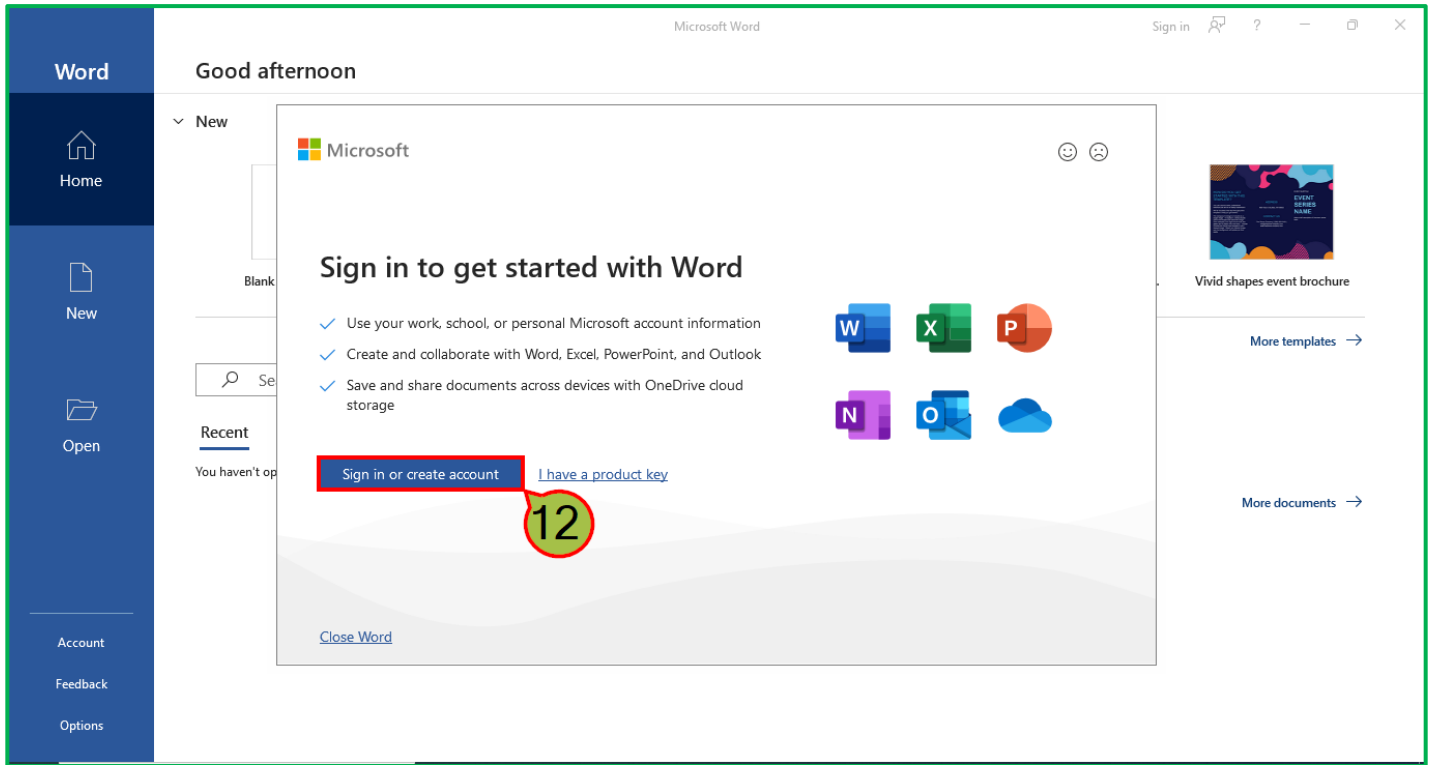 Microsoft Word
Sign in
?
Word
Good afternoon
New
Home
Blank
Vivid shapes event brochure
New
More templates
Se
Open
Recent
You haven't op
More documents
Microsoft
Sign in to get started with Word
Use your work, school, or personal Microsoft account information
Create and collaborate with Word, Excel, PowerPoint, and Outlook
Save and share documents across devices with OneDrive cloud
storage
W
X
P
N
O
Sign in or create account
I have a product key
12
Close Word
EVENT
SERIES
NAME
Account
Feedback
Options